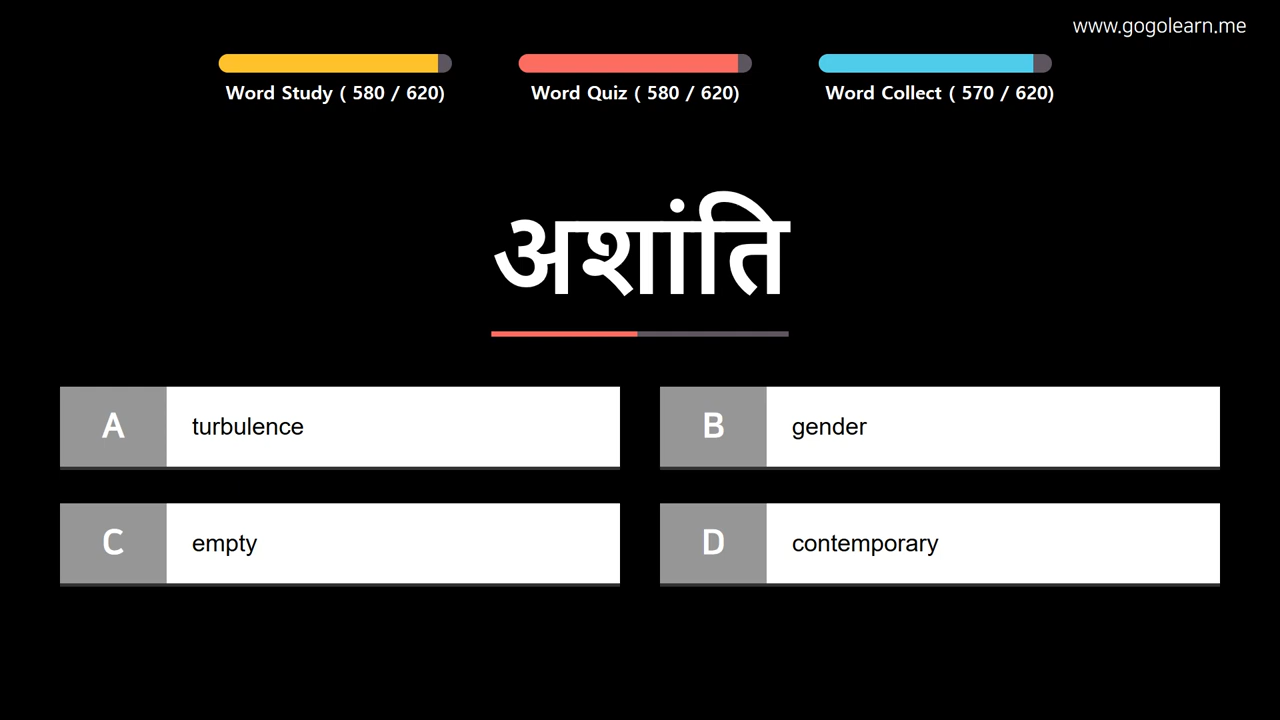 www.gogolearn.me
Word Study ( 580 / 620)
Word Quiz ( 580 / 620)
Word Collect ( 570 / 620)
अशांति
A turbulence
B gender
C empty
D contemporary